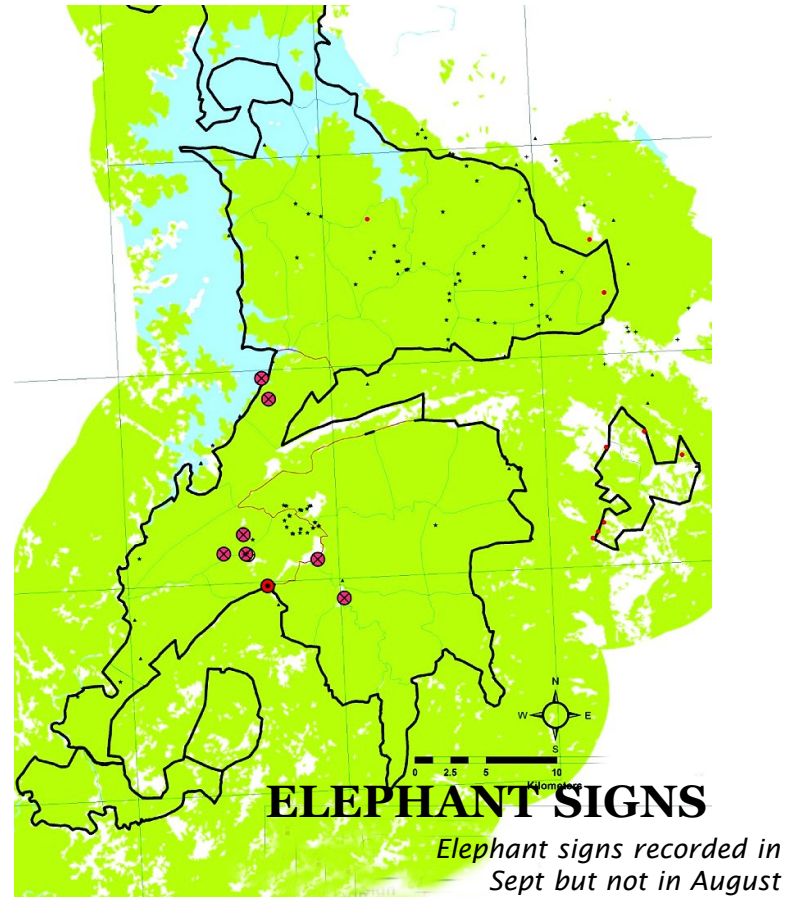 N
W E
S
0 2.5 5 10
Kilometers
ELEPHANT SIGNS
Elephant signs recorded in
Sept but not in August